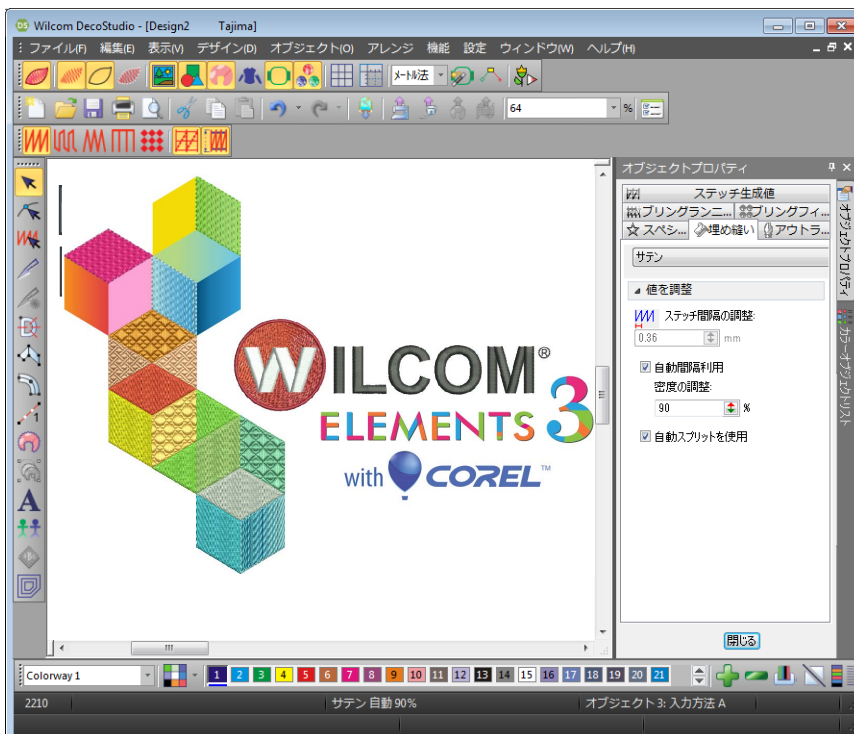 Wilcom DecoStudio - [Design2 Tajima]
ファイル(F) 編集(E) 表示(V) デザイン(D) オブジェクト(O) アレンジ 機能 設定 ウィンドウ(W) ヘルプ(H)
メートル法
64 %
オブジェクトプロパティ
ステッチ生成値
ブリングランニ... ブリングフィ...
スペシ... 埋め縫い アウトラ...
サテン
値を調整
ステッチ間隔の調整:
0.36 mm
自動間隔利用
密度の調整:
90 %
自動スプリットを使用
閉じる
オブジェクトプロパティ
カラーオブジェクトリスト
WILCOM®
ELEMENTS 3
with COREL™
Colorway 1 1 2 3 4 5 6 7 8 9 10 11 12 13 14 15 16 17 18 19 20 21
2210 サテン 自動 90% オブジェクト 3: 入力方法 A